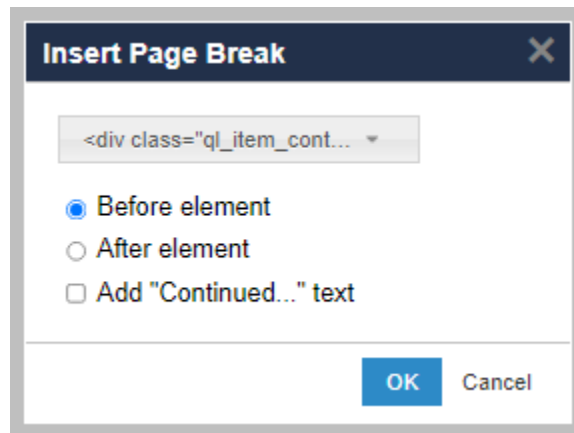 Insert Page Break
<div class="ql_item_cont...
Before element
After element
Add "Continued..." text
OK Cancel